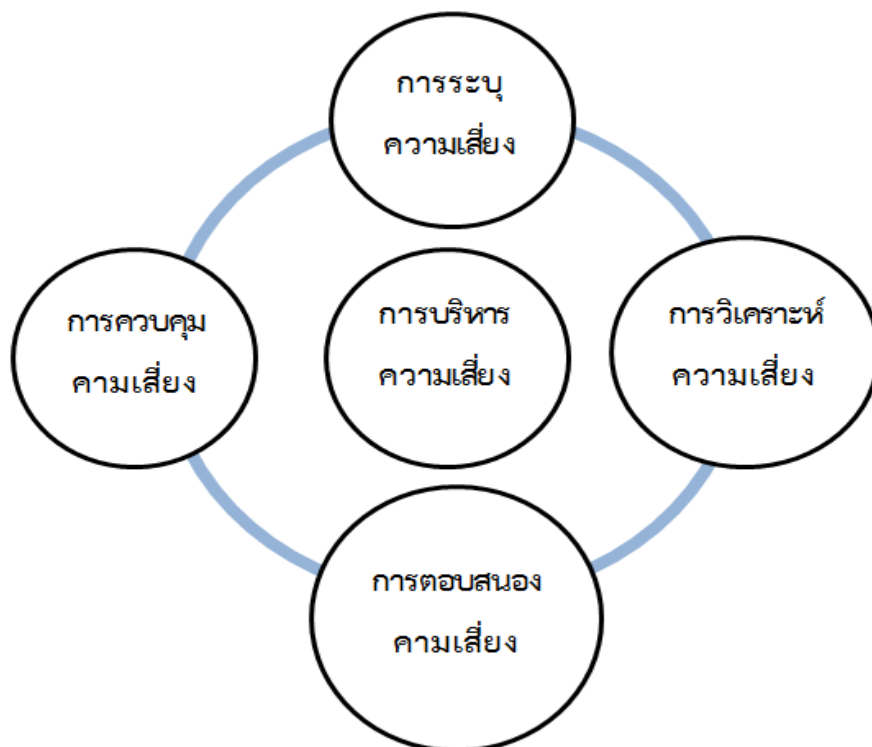 การระบุ
ความเสี่ยง
การควบคุม
คามเสี่ยง
การบริหาร
ความเสี่ยง
การวิเคราะห์
ความเสี่ยง
การตอบสนอง
คามเสี่ยง